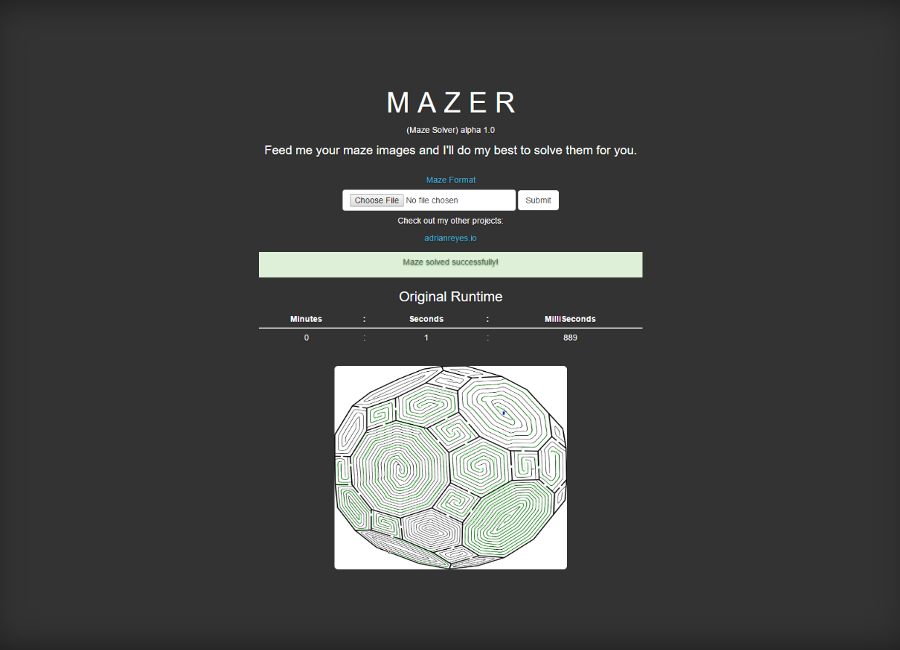 MAZER
(Maze Solver) alpha 1.0
Feed me your maze images and I'll do my best to solve them for you.
Maze Format
Choose File No file chosen Submit
Check out my other projects:
adrianreyes.io
Maze solved successfully!
Original Runtime
Minutes : Seconds : MilliSeconds
0 : 1 : 889